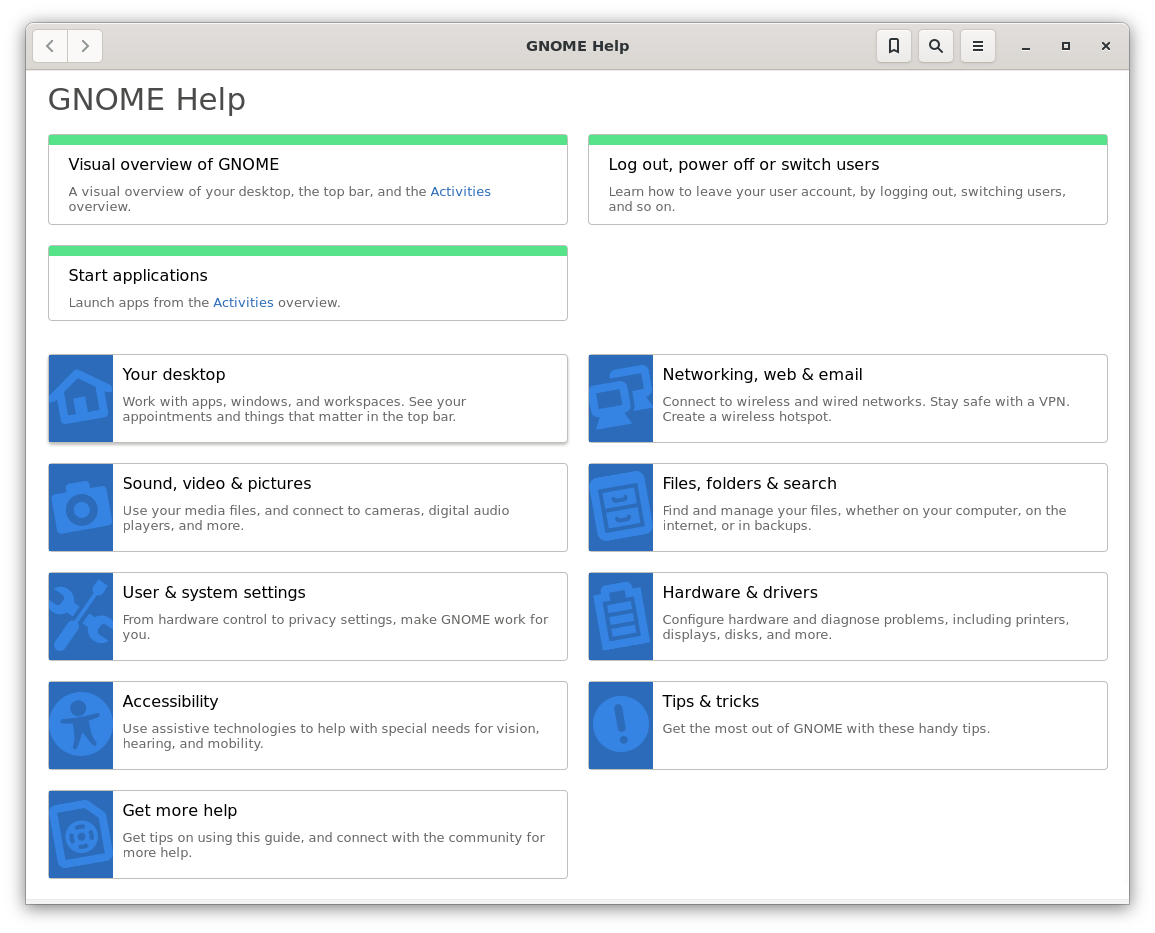 GNOME Help
GNOME Help
Visual overview of GNOME
A visual overview of your desktop, the top bar, and the Activities
overview.
Log out, power off or switch users
Learn how to leave your user account, by logging out, switching users,
and so on.
Start applications
Launch apps from the Activities overview.
Your desktop
Work with apps, windows, and workspaces. See your
appointments and things that matter in the top bar.
Networking, web & email
Connect to wireless and wired networks. Stay safe with a VPN.
Create a wireless hotspot.
Sound, video & pictures
Use your media files, and connect to cameras, digital audio
players, and more.
Files, folders & search
Find and manage your files, whether on your computer, on the
internet, or in backups.
User & system settings
From hardware control to privacy settings, make GNOME work for
you.
Hardware & drivers
Configure hardware and diagnose problems, including printers,
displays, disks, and more.
Accessibility
Use assistive technologies to help with special needs for vision,
hearing, and mobility.
Tips & tricks
Get the most out of GNOME with these handy tips.
Get more help
Get tips on using this guide, and connect with the community for
more help.